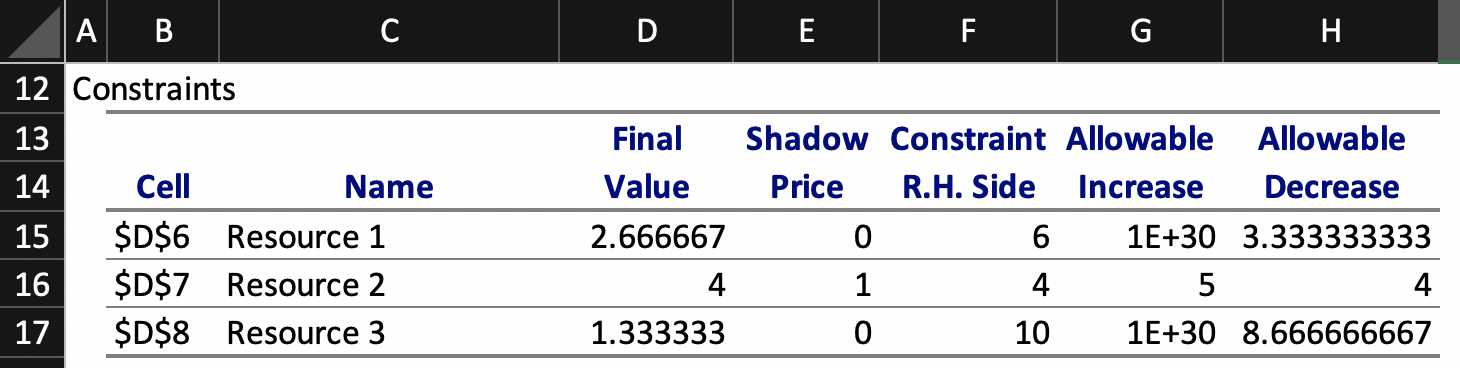 A B C D E F G H
12 Constraints
13 Final Shadow Constraint Allowable Allowable
14 Cell Name Value Price R.H. Side Increase Decrease
15 $D$6 Resource 1 2.666667 0 6 1E+30 3.333333333
16 $D$7 Resource 2 4 1 4 5 4
17 $D$8 Resource 3 1.333333 0 10 1E+30 8.666666667